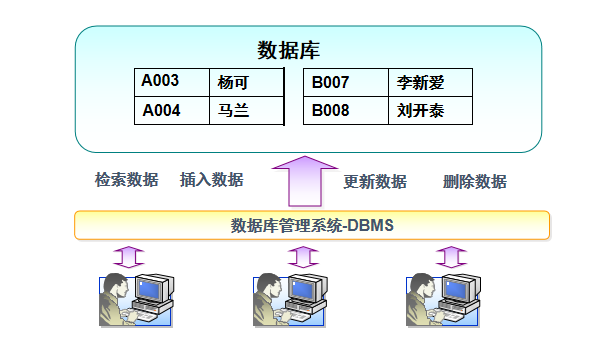 数据库
A003 杨可 B007 李新爱
A004 马兰 B008 刘开泰
检索数据 插入数据 更新数据 删除数据
数据库管理系统-DBMS